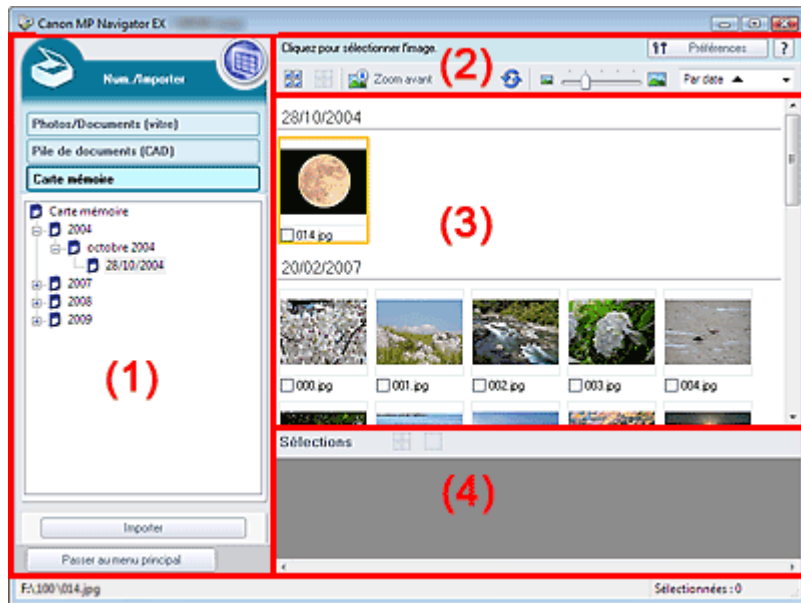 Canon MP Navigator EX
Num./Importer
Photos/Documents (vitre)
Pile de documents (CAD)
Carte mémoire
Carte mémoire
2004
octobre 2004
28/10/2004
2007
2008
2009
(1)
Importer
Passer au menu principal
Cliquez pour sélectionner l'image.
Préférences
?
Zoom avant
(2)
Par date
28/10/2004
014.jpg
(3)
20/02/2007
000.jpg
001.jpg
002.jpg
003.jpg
004.jpg
Sélections
(4)
F:\100 \014.jpg
Sélectionnées : 0